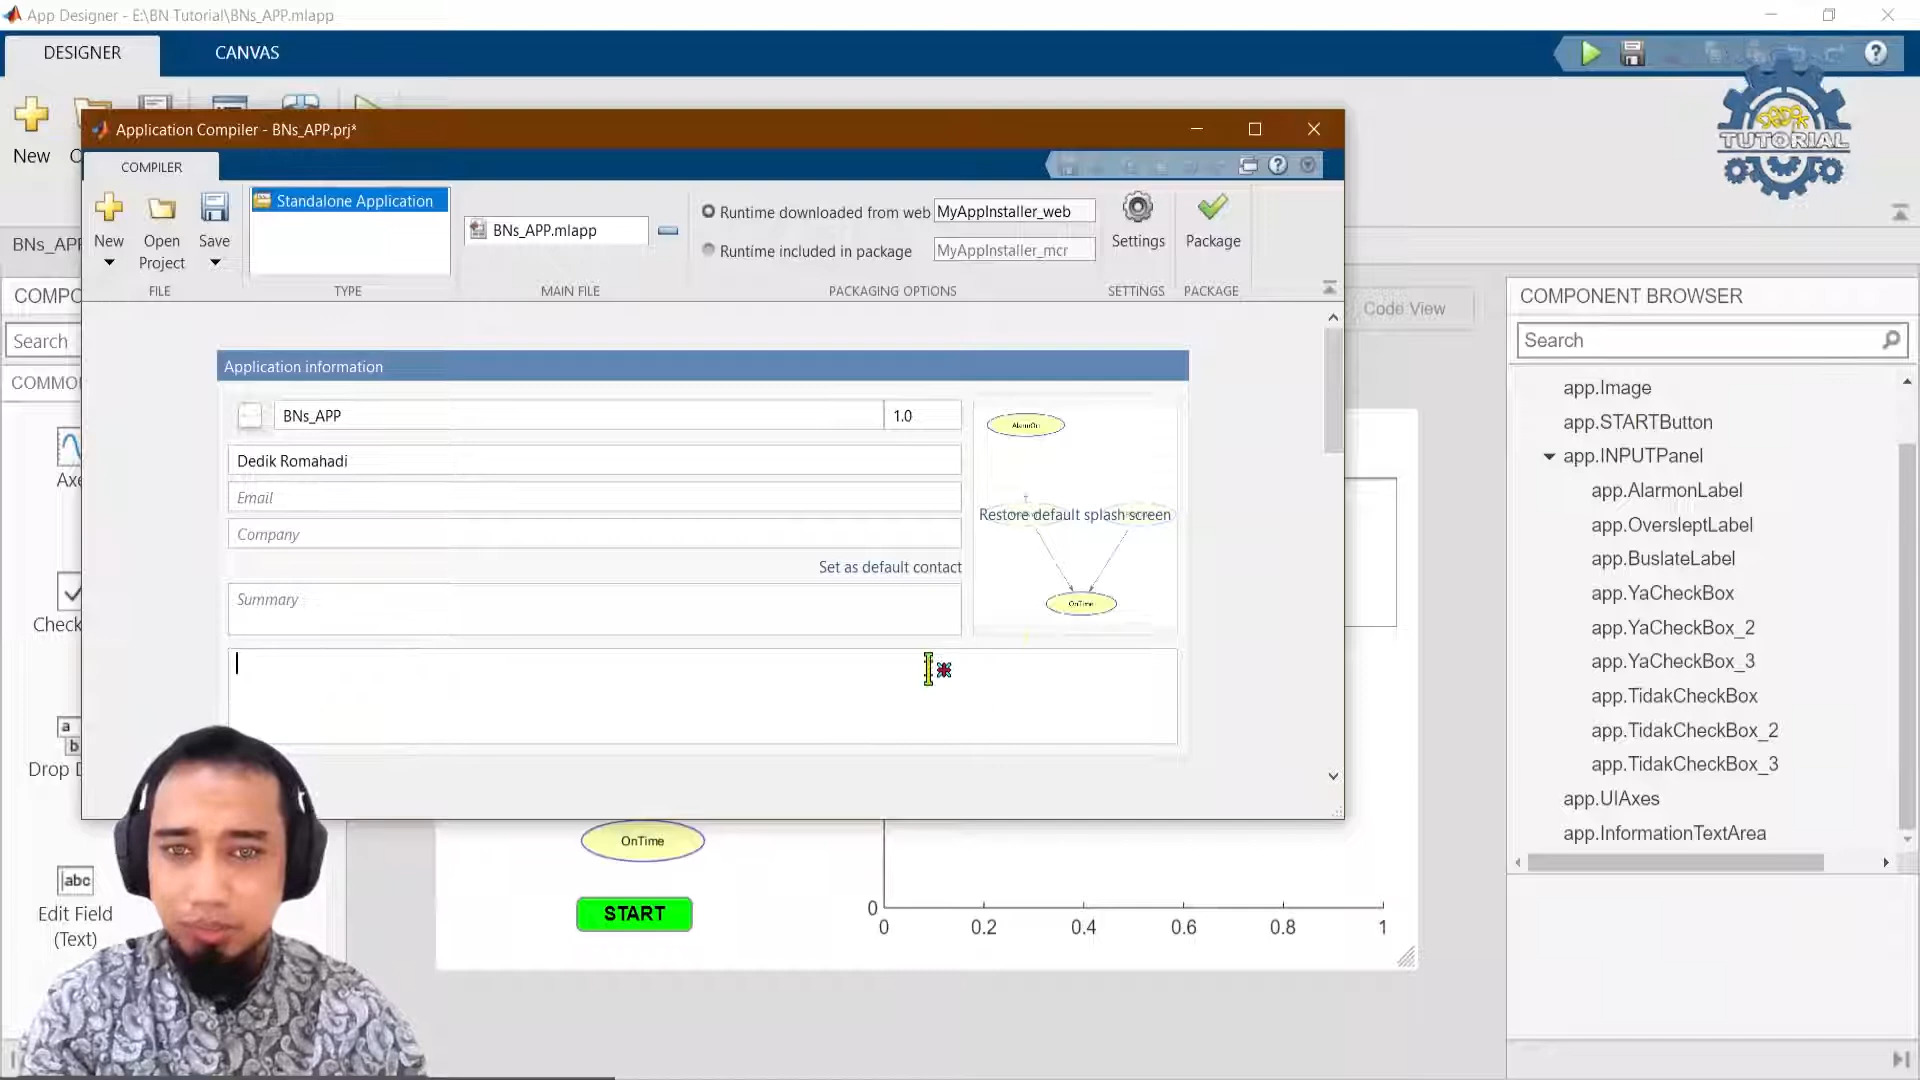 App Designer - E:\BN Tutorial\BNs_APP.mlapp
DESIGNER
CANVAS
New
TUTORIAL
Application Compiler - BNs_APP.prj*
COMPILER
New
Open Project
Save
FILE
Standalone Application
TYPE
BNs_APP.mlapp
MAIN FILE
Runtime downloaded from web
MyAppInstaller_web
Runtime included in package
MyAppInstaller_mcr
PACKAGING OPTIONS
Settings
SETTINGS
Package
PACKAGE
BNs_APP
COMPO
Search
COMMO
Axe
Check
a
b
Drop D
abc
Edit Field
(Text)
Application information
BNs_APP
1.0
Dedik Romahadi
Email
Company
Set as default contact
Summary
AlarmOn
Restore default splash screen
OnTime
Code View
OnTime
START
0
0
0.2
0.4
0.6
0.8
1
COMPONENT BROWSER
Search
app.Image
app.STARTButton
app.INPUTPanel
app.AlarmonLabel
app.OversleptLabel
app.BuslateLabel
app.YaCheckBox
app.YaCheckBox_2
app.YaCheckBox_3
app.TidakCheckBox
app.TidakCheckBox_2
app.TidakCheckBox_3
app.UIAxes
app.InformationTextArea